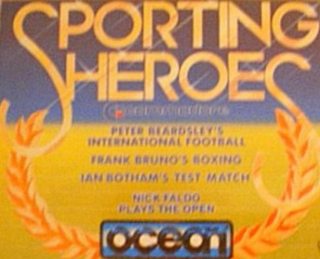 SPORTING
HEROES
commodore
PETER BEARDSLEY'S
INTERNATIONAL FOOTBALL
FRANK BRUNO'S BOXING
IAN BOTHAM'S TEST MATCH
NICK FALDO
PLAYS THE OPEN
ocean